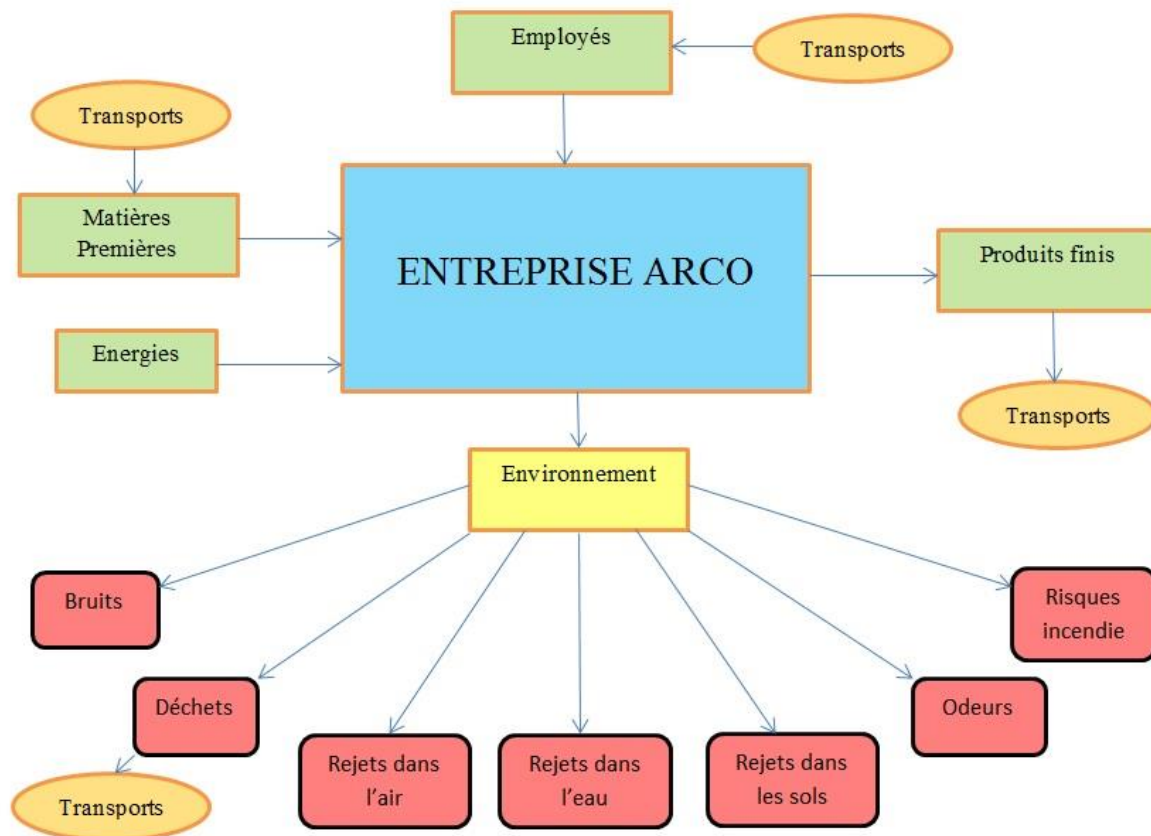 Employés
Transports
Transports
Matières
Premières
ENTREPRISE ARCO
Produits finis
Energies
Transports
Environnement
Bruits
Risques
incendie
Déchets
Odeurs
Rejets dans
l'air
Rejets dans
l'eau
Rejets dans
les sols
Transports